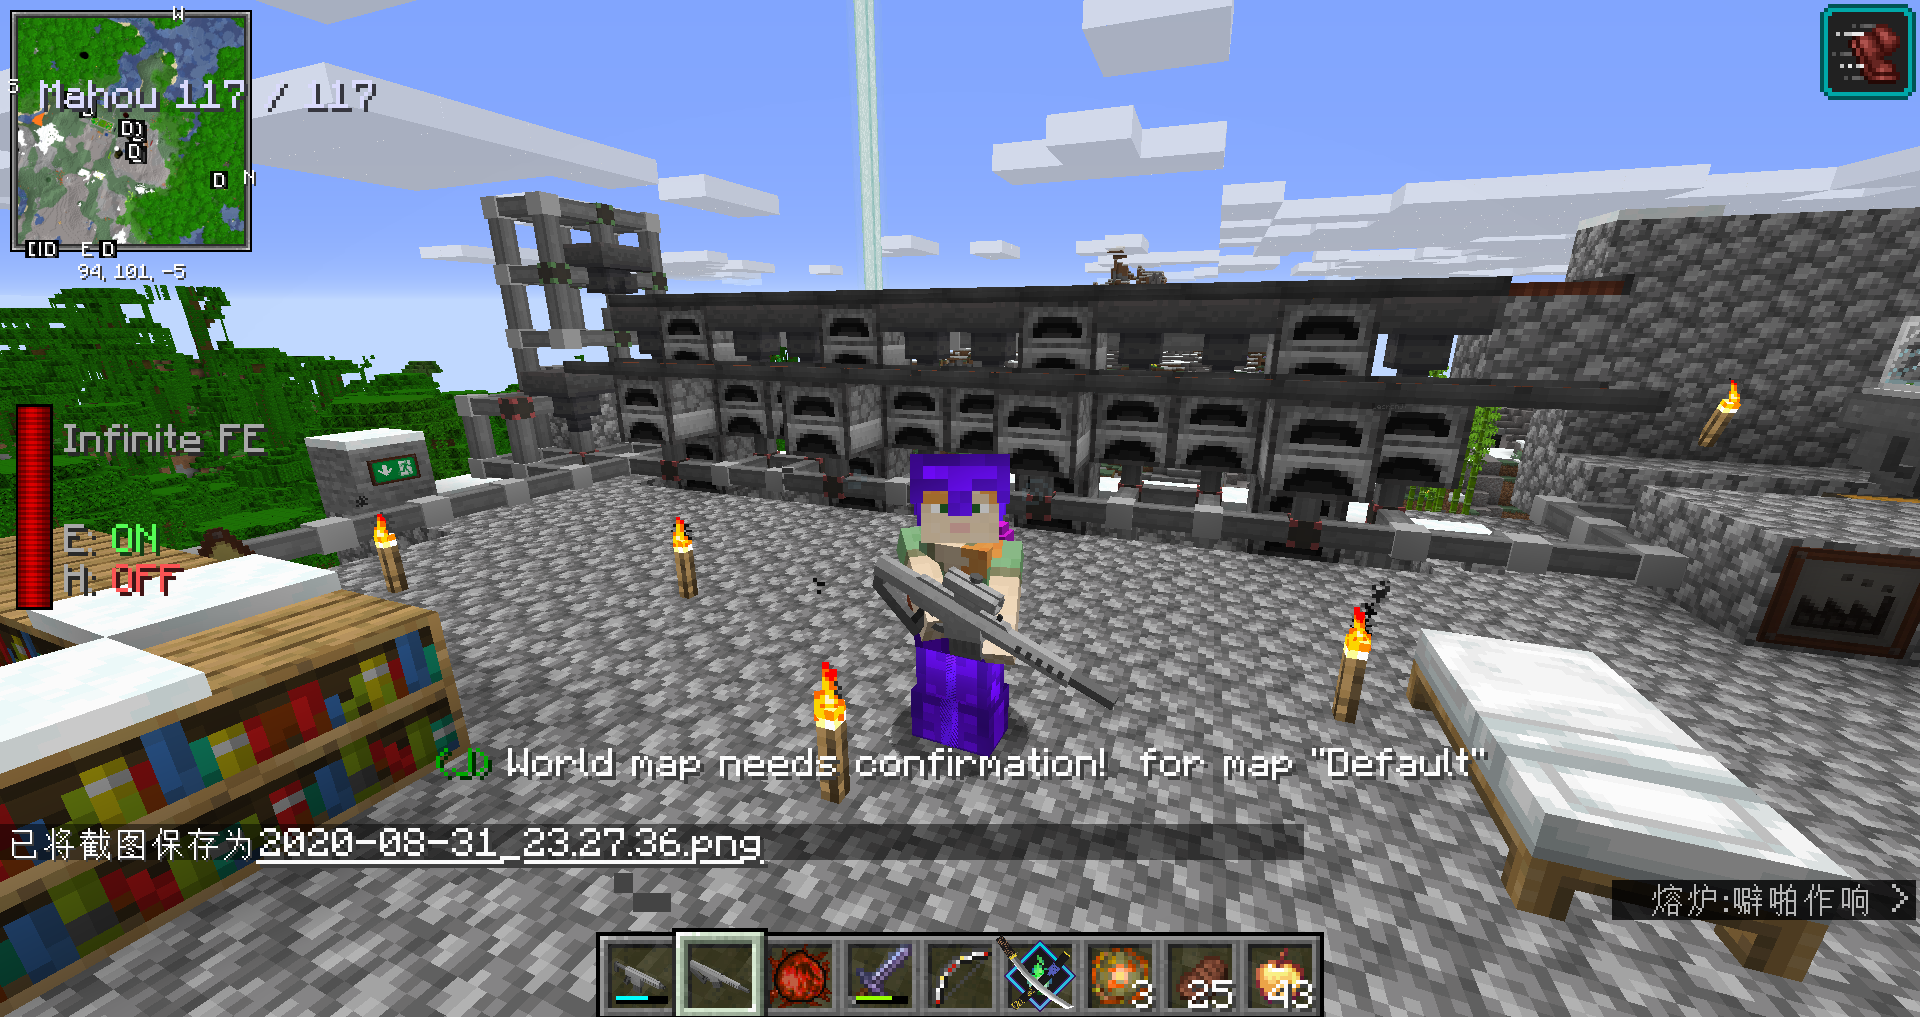 W
Mahou 117 / 117
D)
D
D N
CID E D
94, 101, -5
Infinite FE
E: ON
H: OFF
World map needs confirmation!  for map "Default"
已将截图保存为2020-08-31_23.27.36.png
熔炉:噼啪作响 >
3 25 43